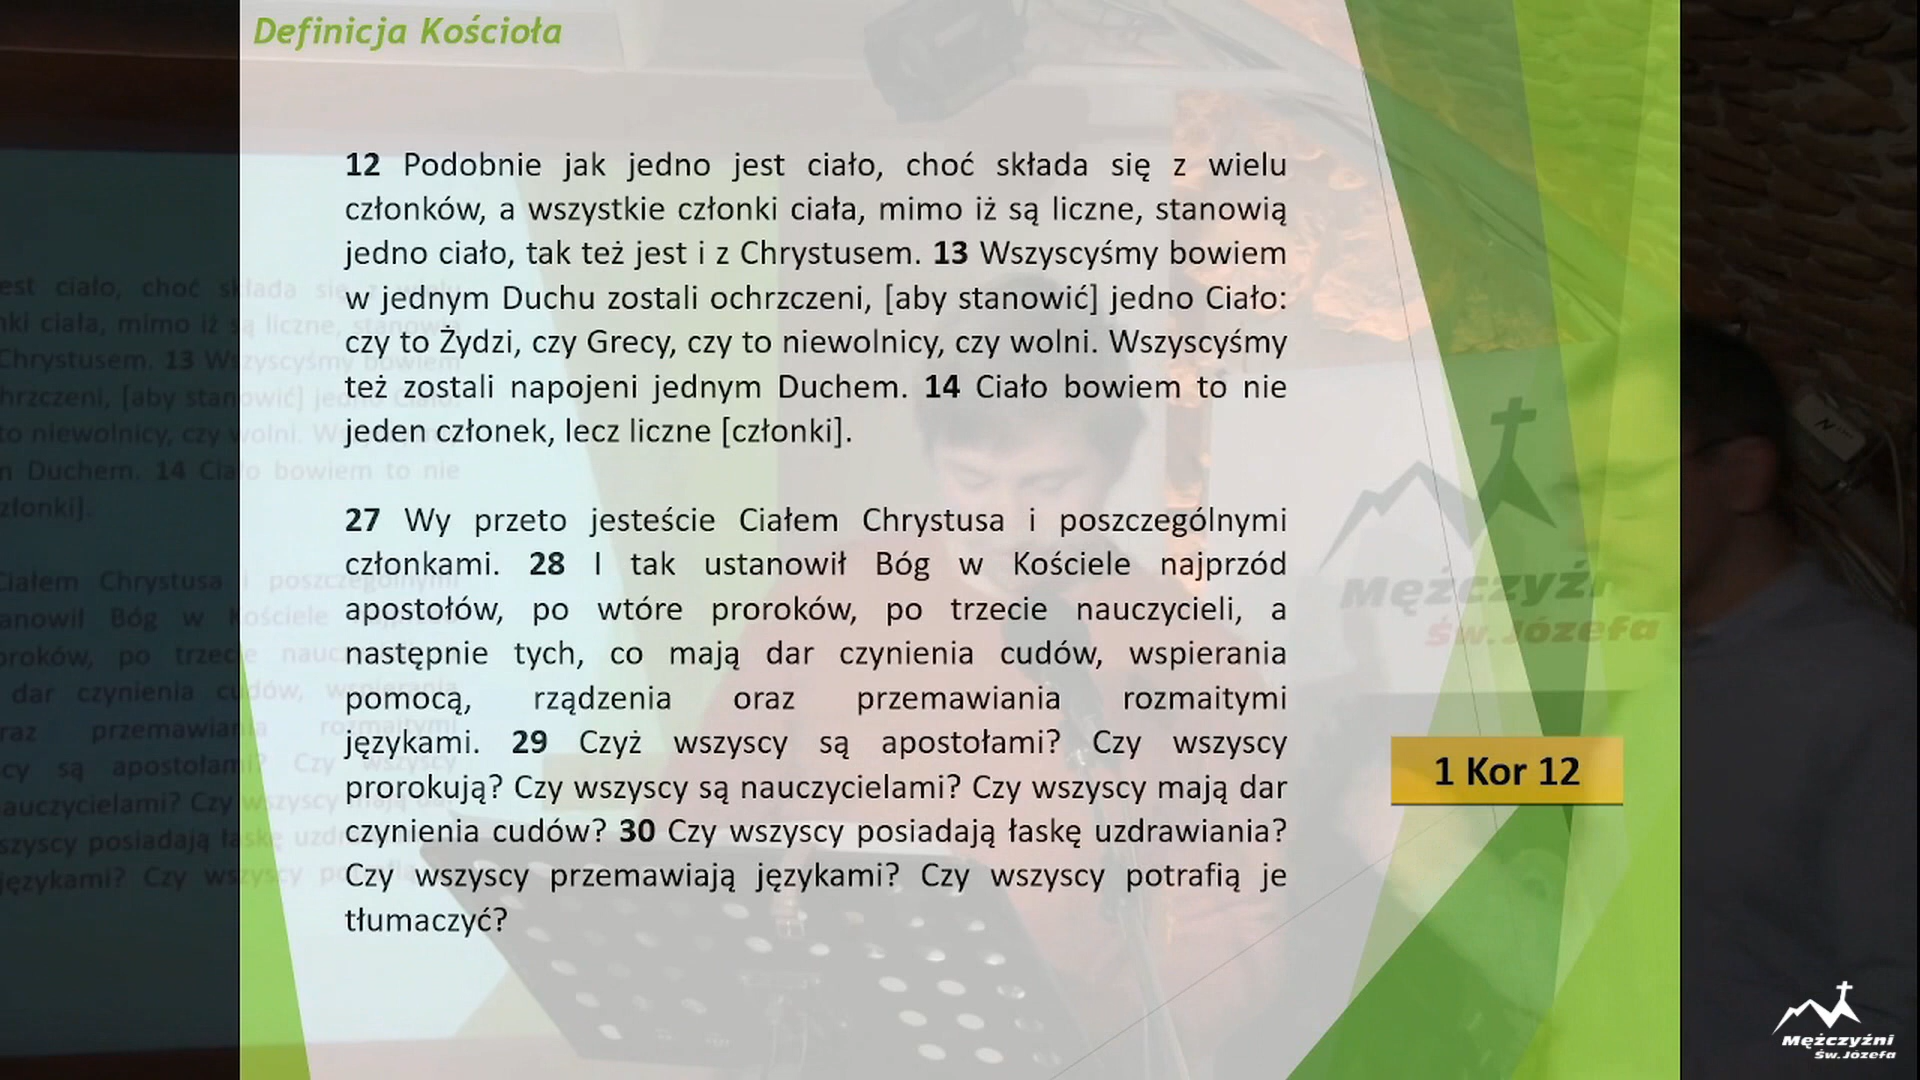 Definicja Kościoła
12 Podobnie jak jedno jest ciało, choć składa się z wielu
członków, a wszystkie członki ciała, mimo iż są liczne, stanowią
jedno ciało, tak też jest i z Chrystusem. 13 Wszyscyśmy bowiem
w jednym Duchu zostali ochrzczeni, [aby stanowić] jedno Ciało:
czy to Żydzi, czy Grecy, czy to niewolnicy, czy wolni. Wszyscyśmy
też zostali napojeni jednym Duchem. 14 Ciało bowiem to nie
jeden członek, lecz liczne [członki].
27 Wy przeto jesteście Ciałem Chrystusa i poszczególnymi
członkami. 28 I tak ustanowił Bóg w Kościele najprzód
apostołów, po wtóre proroków, po trzecie nauczycieli, a
następnie tych, co mają dar czynienia cudów, wspierania
pomocą, rządzenia oraz przemawiania rozmaitymi
językami. 29 Czyż wszyscy są apostołami? Czy wszyscy
prorokują? Czy wszyscy są nauczycielami? Czy wszyscy mają dar
czynienia cudów? 30 Czy wszyscy posiadają łaskę uzdrawiania?
Czy wszyscy przemawiają językami? Czy wszyscy potrafią je
tłumaczyć?
1 Kor 12
Mężczyźni
św.Józefa
Mężczyźni
św.Józefa